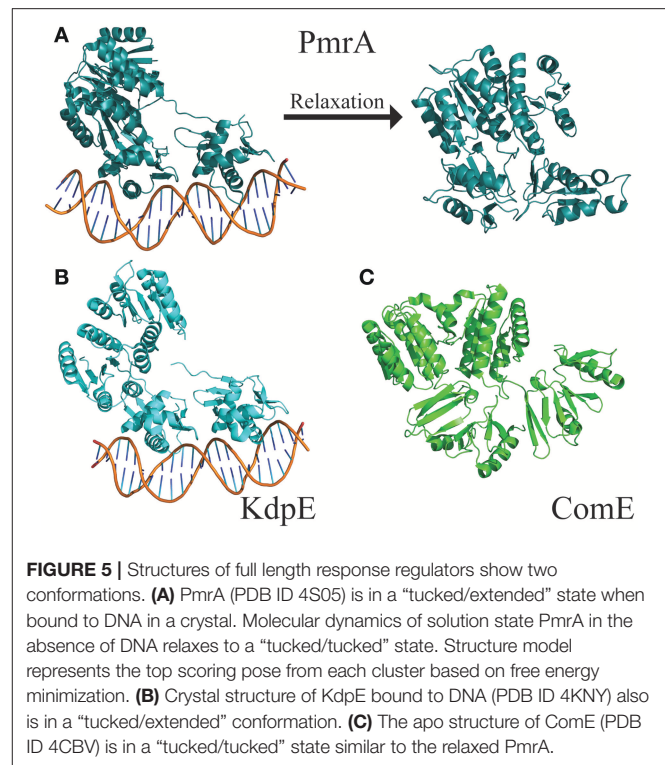 A
PmrA
Relaxation
B
C
KdpE
ComE
FIGURE 5 | Structures of full length response regulators show two
conformations. (A) PmrA (PDB ID 4S05) is in a “tucked/extended” state when
bound to DNA in a crystal. Molecular dynamics of solution state PmrA in the
absence of DNA relaxes to a “tucked/tucked” state. Structure model
represents the top scoring pose from each cluster based on free energy
minimization. (B) Crystal structure of KdpE bound to DNA (PDB ID 4KNY) also
is in a “tucked/extended” conformation. (C) The apo structure of ComE (PDB
ID 4CBV) is in a “tucked/tucked” state similar to the relaxed PmrA.